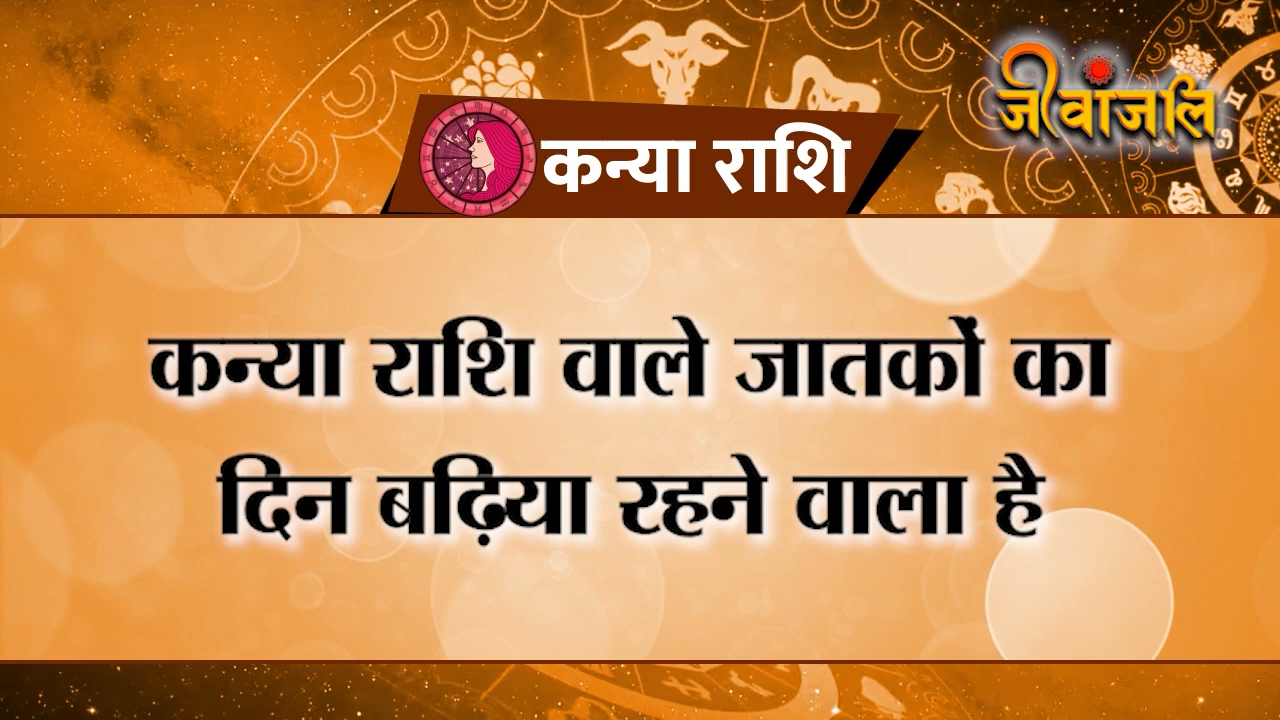 जीवांजलि
कन्या राशि
कन्या राशि वाले जातकों का
दिन बढ़िया रहने वाला है